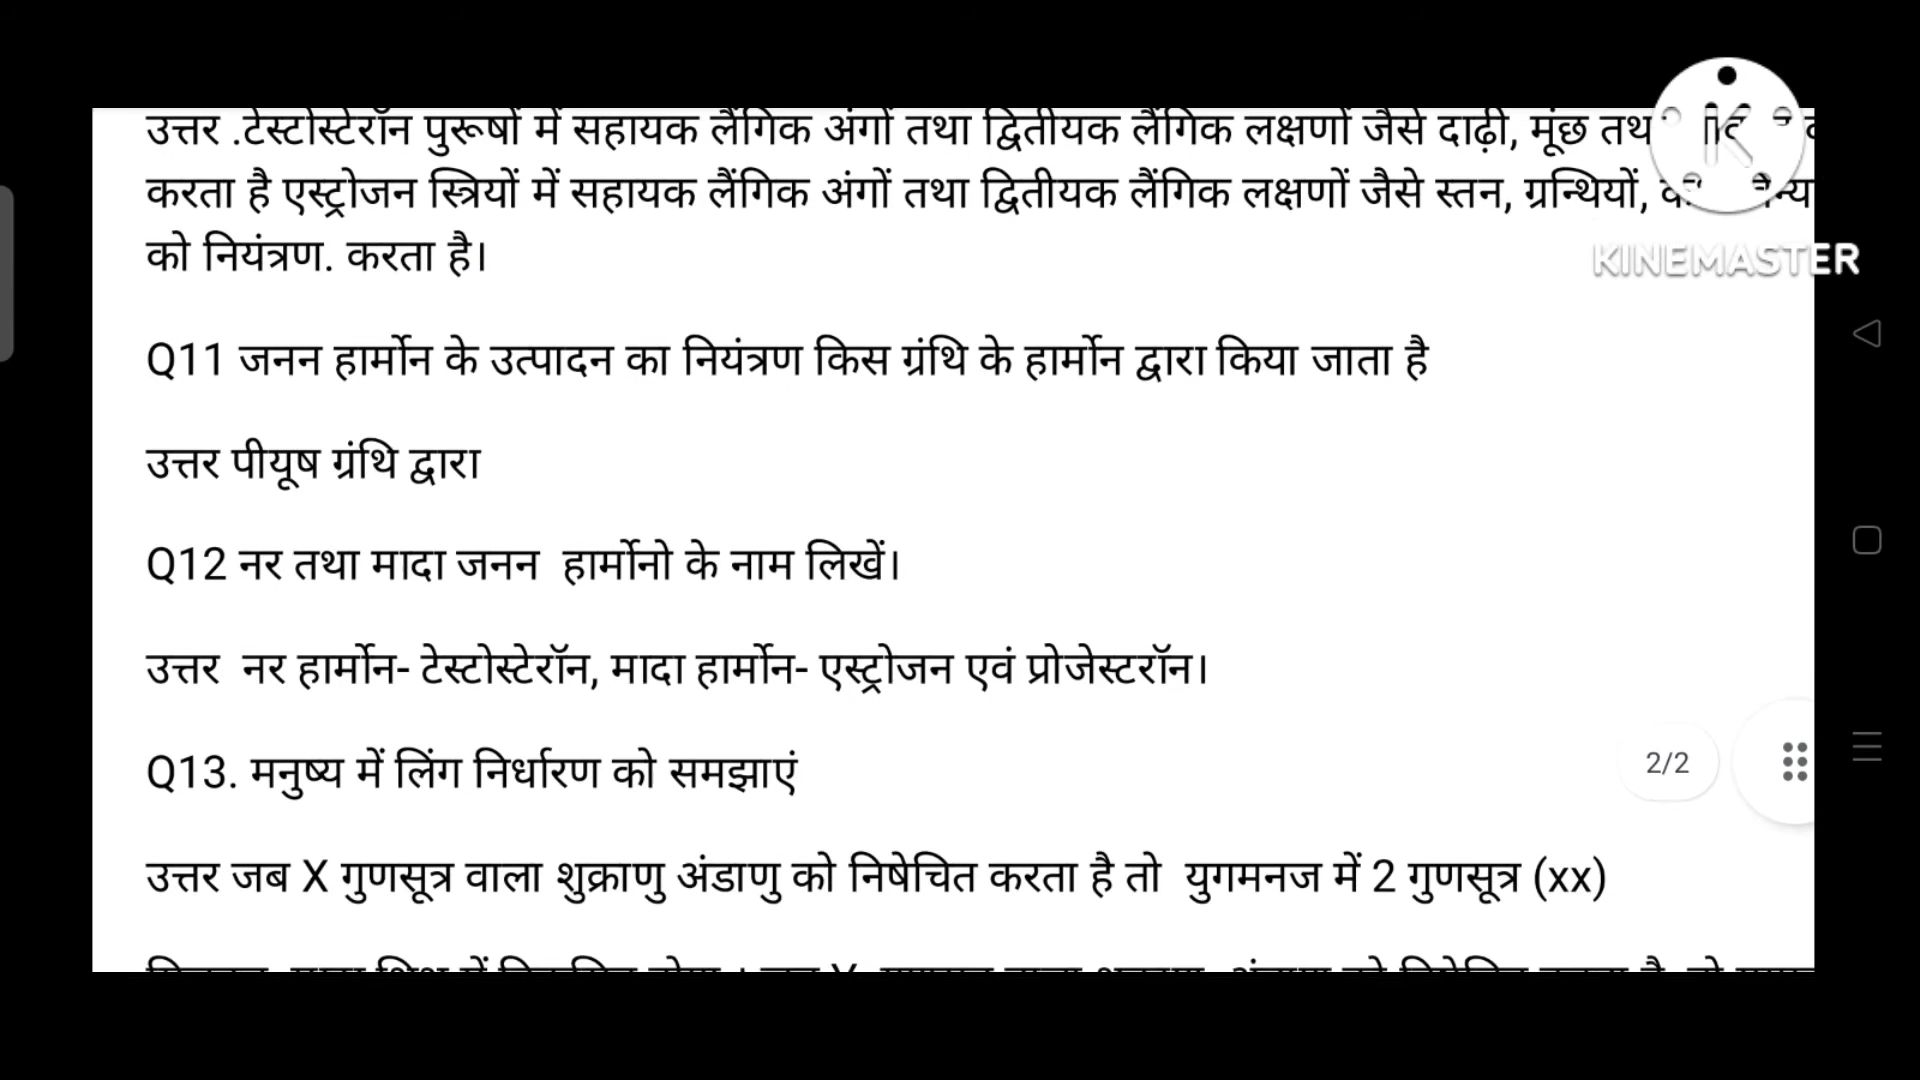 उत्तर .टेस्टोस्टेरॉन पुरूषों में सहायक लैंगिक अंगों तथा द्वितीयक लैंगिक लक्षणों जैसे दाढ़ी, मूंछ
करता है एस्ट्रोजन स्त्रियों में सहायक लैंगिक अंगों तथा द्वितीयक लैंगिक लक्षणों जैसे स्तन, ग्रन्थियों,
को नियंत्रण. करता है।
KINEMASTER
Q11 जनन हार्मोन के उत्पादन का नियंत्रण किस ग्रंथि के हार्मोन द्वारा किया जाता है
उत्तर पीयूष ग्रंथि द्वारा
Q12 नर तथा मादा जनन हार्मोनो के नाम लिखें।
उत्तर नर हार्मोन- टेस्टोस्टेरॉन, मादा हार्मोन- एस्ट्रोजन एवं प्रोजेस्टरॉन।
Q13. मनुष्य में लिंग निर्धारण को समझाएं
2/2
उत्तर जब X गुणसूत्र वाला शुक्राणु अंडाणु को निषेचित करता है तो युगमनज में 2 गुणसूत्र (xx)